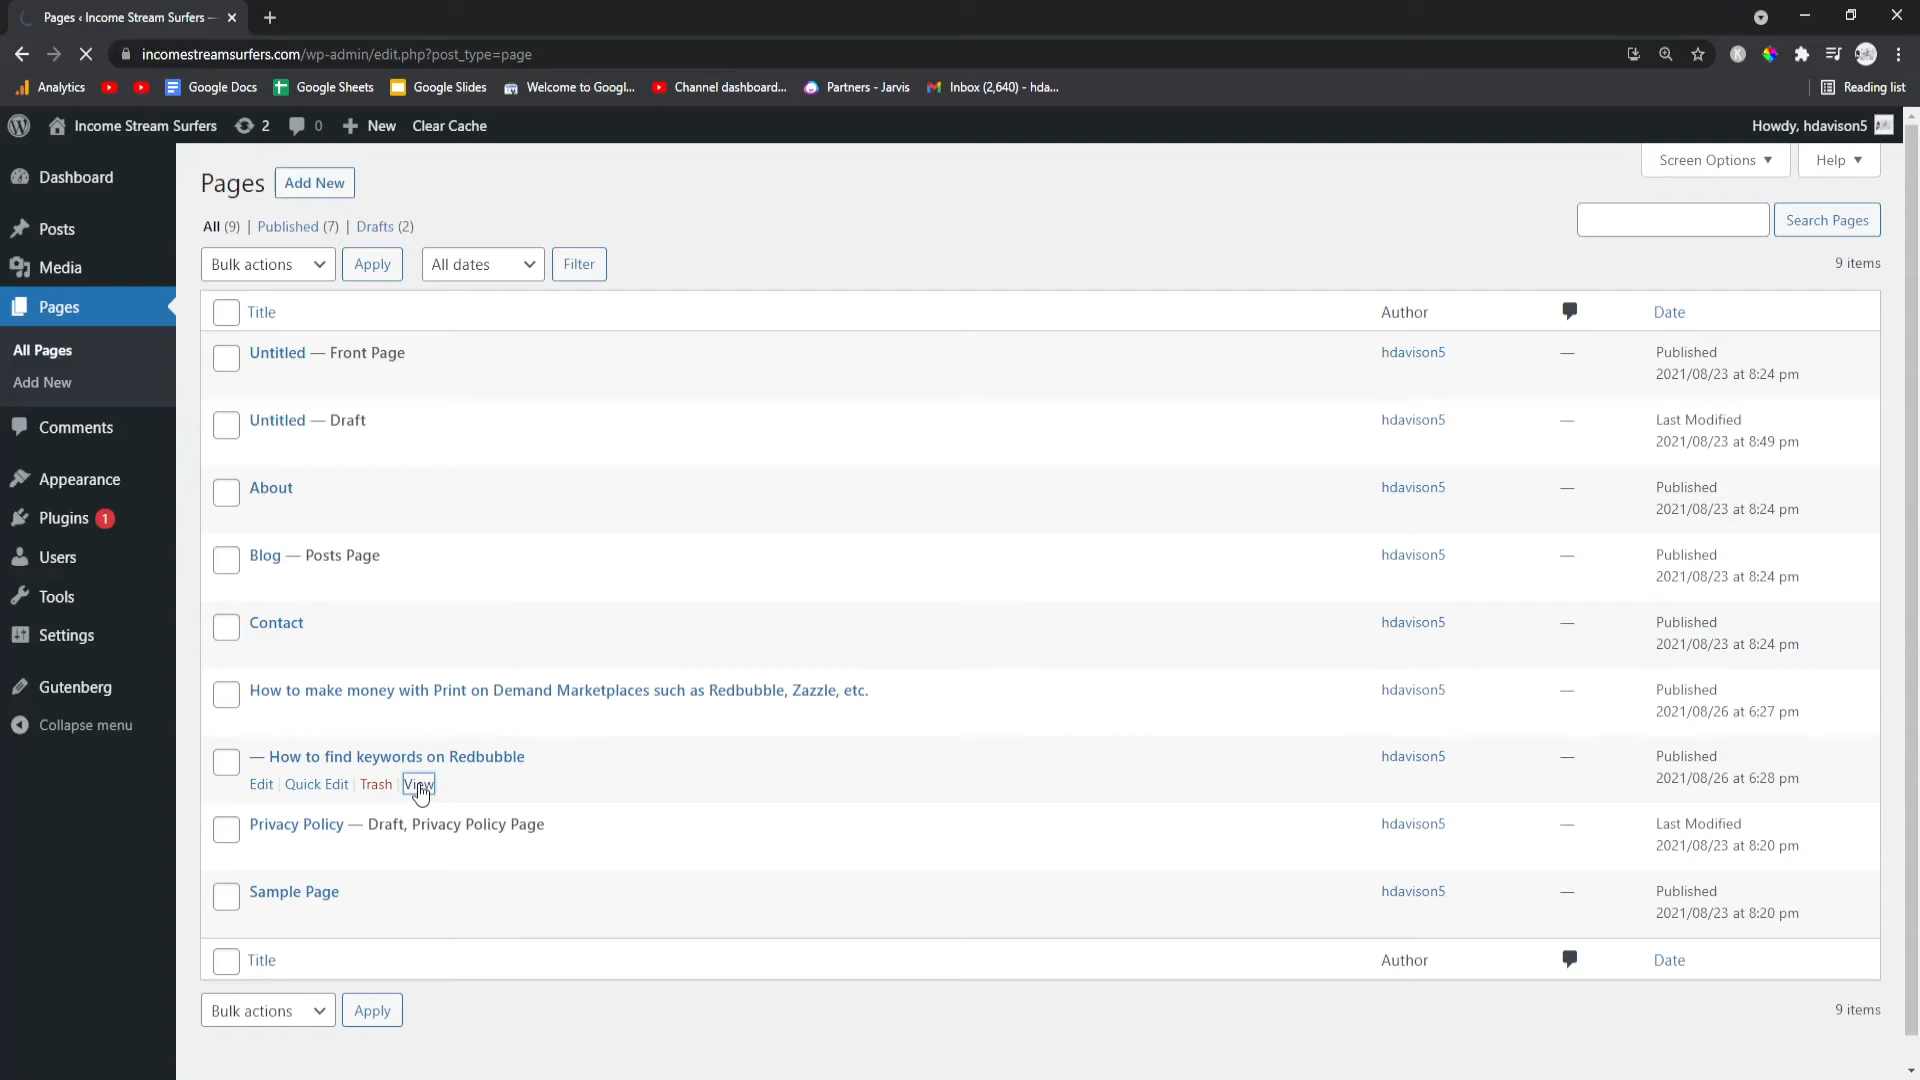 Pages ‹ Income Stream Surfers —
incomestreamsurfers.com/wp-admin/edit.php?post_type=page
Analytics Google Docs Google Sheets Google Slides Welcome to Googl... Channel dashboard... Partners - Jarvis Inbox (2,640) - hda... Reading list
Income Stream Surfers 2 0 New Clear Cache Howdy, hdavison5
Screen Options Help
Dashboard
Posts
Media
Pages
All Pages
Add New
Comments
Appearance
Plugins 1
Users
Tools
Settings
Gutenberg
Collapse menu
Pages Add New
All (9) | Published (7) | Drafts (2)
Search Pages
Bulk actions Apply All dates Filter 9 items
Title Author Date
Untitled — Front Page hdavison5 — Published
2021/08/23 at 8:24 pm
Untitled — Draft hdavison5 — Last Modified
2021/08/23 at 8:49 pm
About hdavison5 — Published
2021/08/23 at 8:24 pm
Blog — Posts Page hdavison5 — Published
2021/08/23 at 8:24 pm
Contact hdavison5 — Published
2021/08/23 at 8:24 pm
How to make money with Print on Demand Marketplaces such as Redbubble, Zazzle, etc. hdavison5 — Published
2021/08/26 at 6:27 pm
— How to find keywords on Redbubble hdavison5 — Published
Edit | Quick Edit | Trash | View 2021/08/26 at 6:28 pm
Privacy Policy — Draft, Privacy Policy Page hdavison5 — Last Modified
2021/08/23 at 8:20 pm
Sample Page hdavison5 — Published
2021/08/23 at 8:20 pm
Title Author Date
Bulk actions Apply 9 items